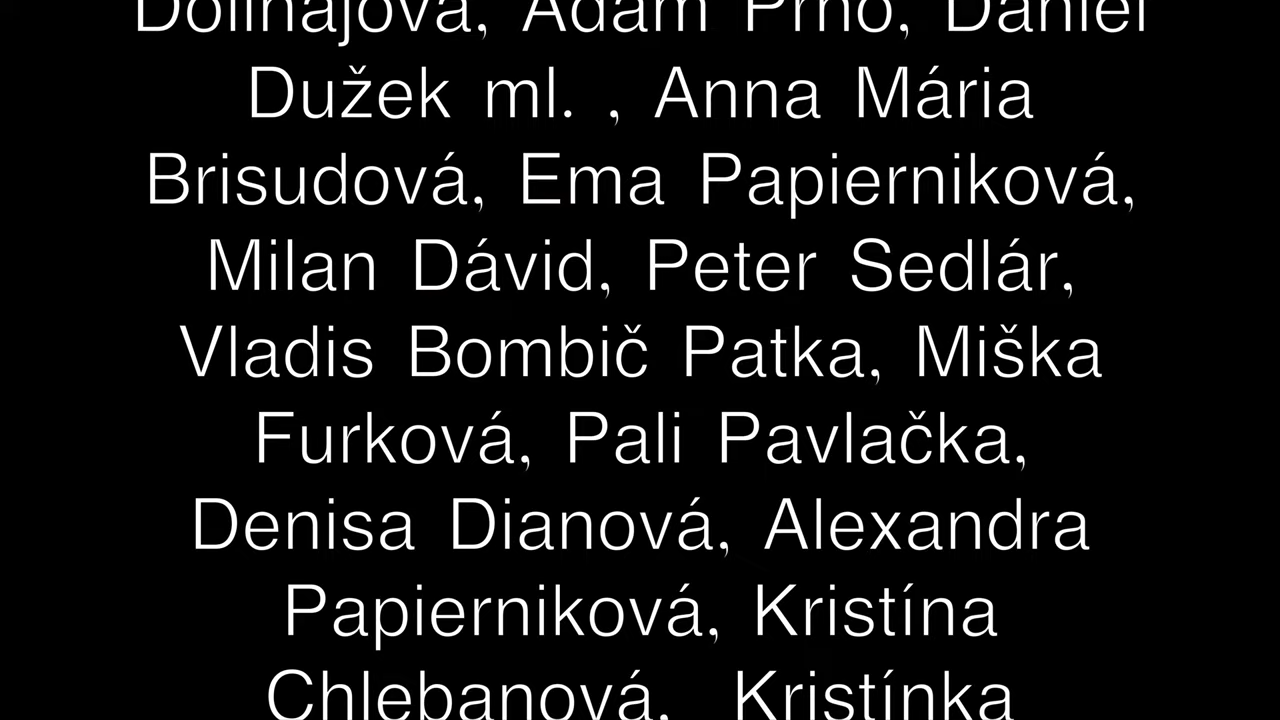 Dolinajová, Adam Prno, Daniel
Dužek ml. , Anna Mária
Brisudová, Ema Papierniková,
Milan Dávid, Peter Sedlár,
Vladis Bombič Patka, Miška
Furková, Pali Pavlačka,
Denisa Dianová, Alexandra
Papierniková, Kristína
Chlebanová, Kristínka